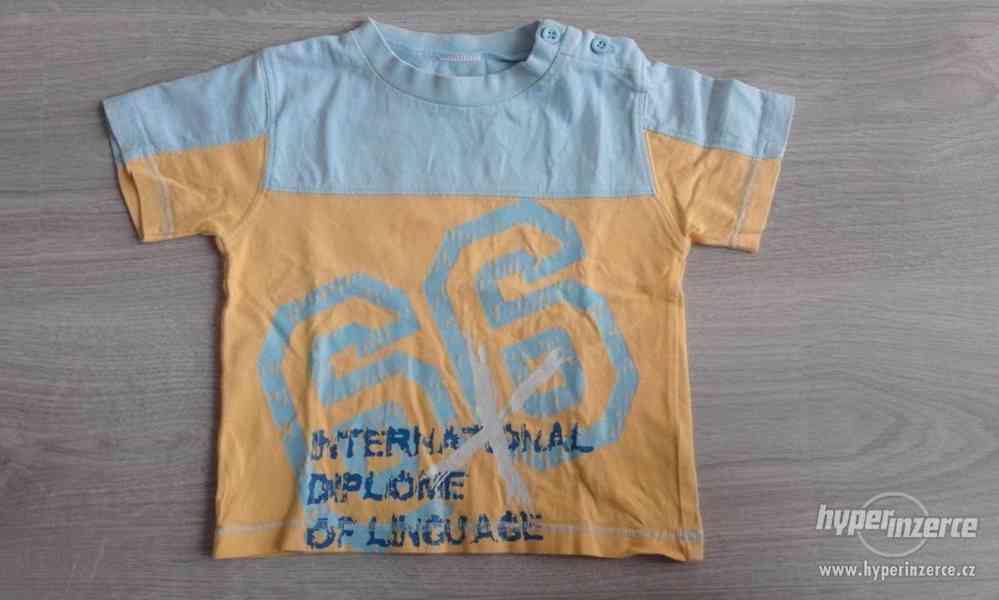 66
INTERNATIONAL
DIPLOME
OF LINGUAGE
hyperinzerce
www.hyperinzerce.cz